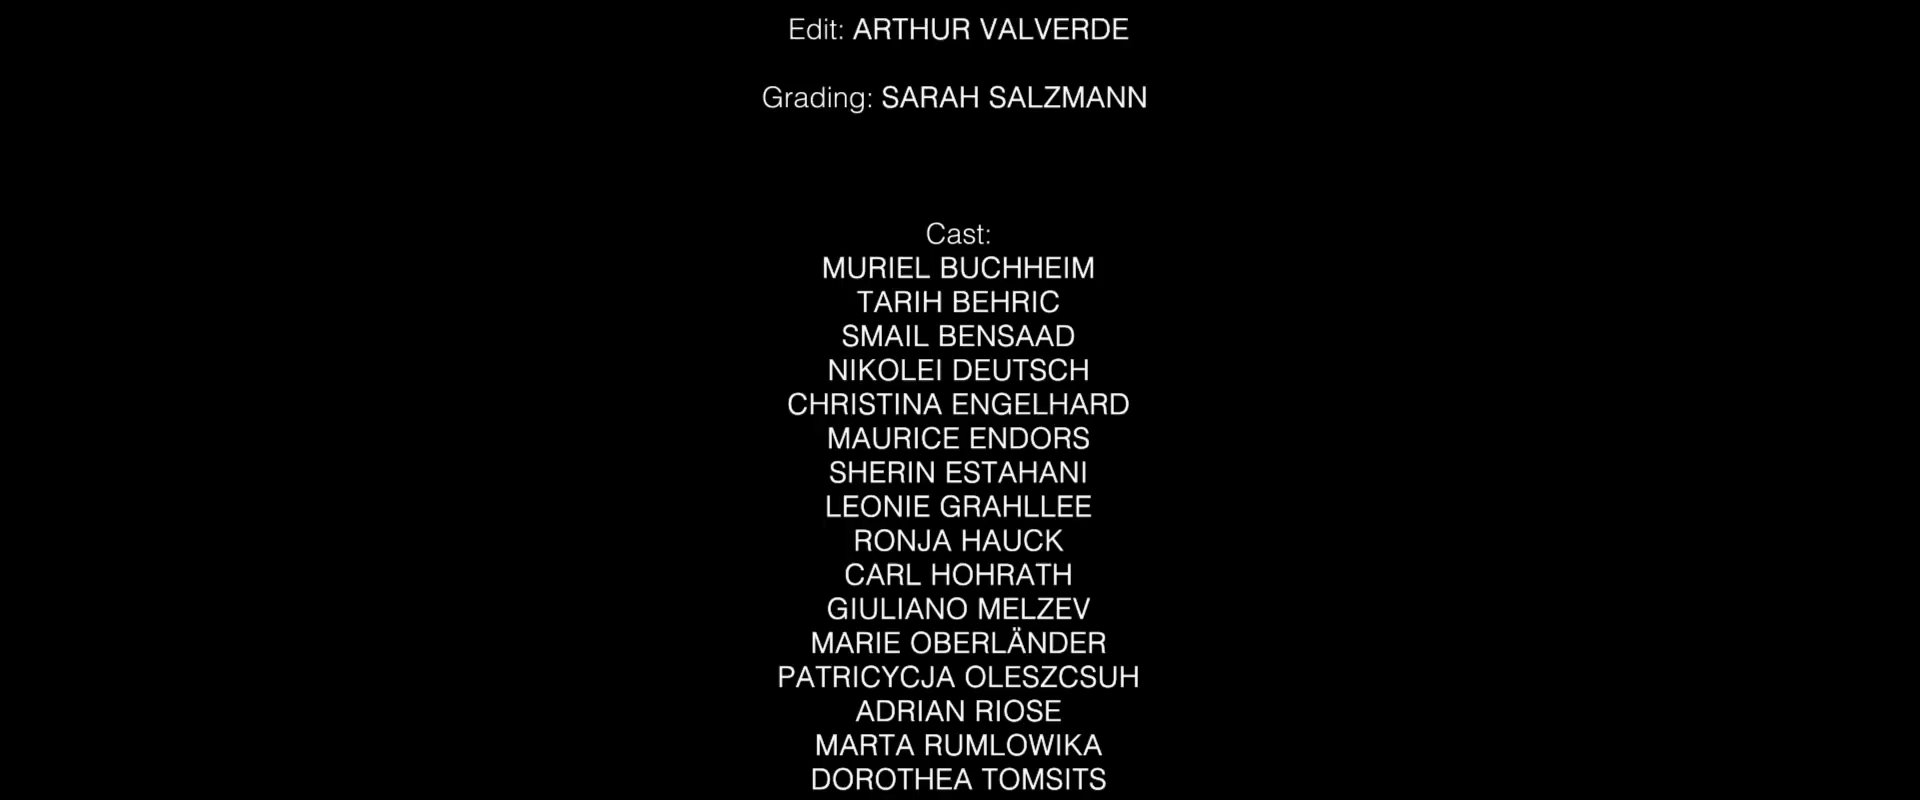 Edit: ARTHUR VALVERDE
Grading: SARAH SALZMANN
Cast:
MURIEL BUCHHEIM
TARIH BEHRIC
SMAIL BENSAAD
NIKOLEI DEUTSCH
CHRISTINA ENGELHARD
MAURICE ENDORS
SHERIN ESTAHANI
LEONIE GRAHLLEE
RONJA HAUCK
CARL HOHRATH
GIULIANO MELZEV
MARIE OBERLÄNDER
PATRICYCJA OLESZCSUH
ADRIAN RIOSE
MARTA RUMLOWIKA
DOROTHEA TOMSITS